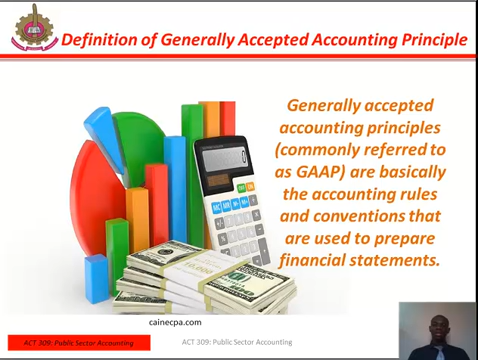 Definition of Generally Accepted Accounting Principle
Generally accepted
accounting principles
(commonly referred to
as GAAP) are basically
the accounting rules
and conventions that
are used to prepare
financial statements.
cainecpa.com
ACT 309: Public Sector Accounting
ACT 309: Public Sector Accounting